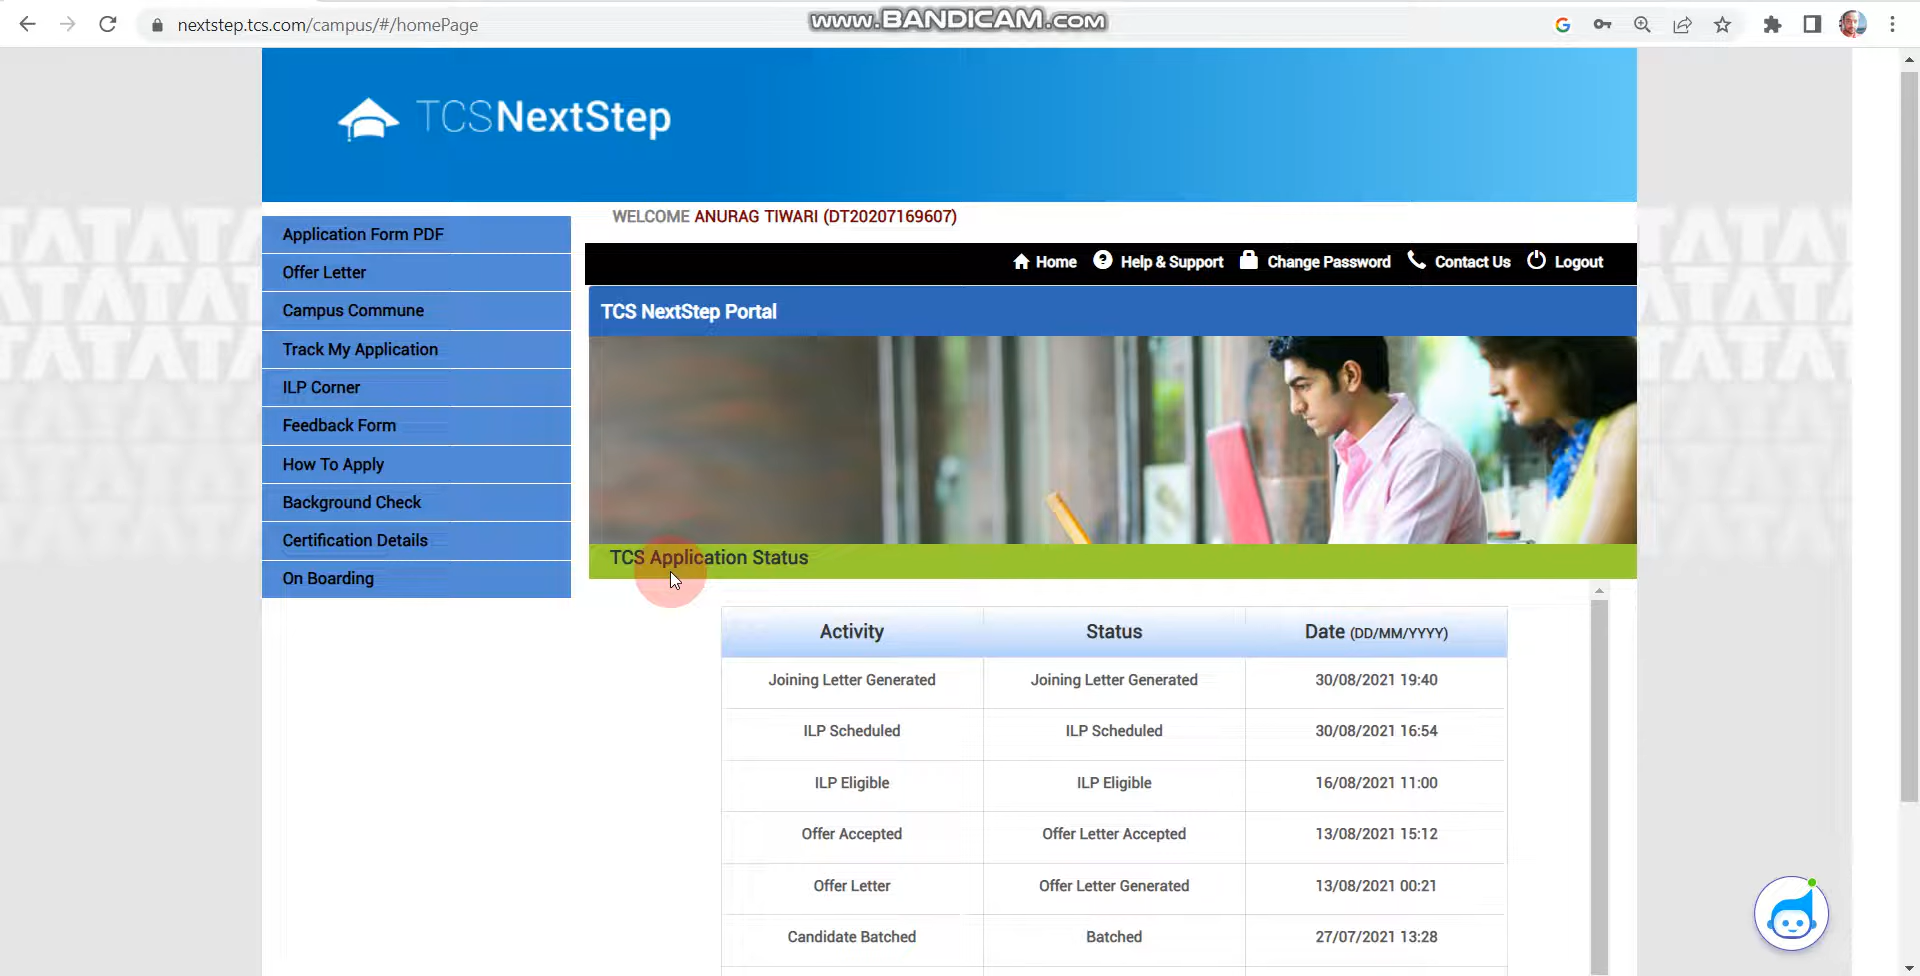 nextstep.tcs.com/campus/#/homePage
www.BANDICAM.com
TCSNextStep
WELCOME ANURAG TIWARI (DT20207169607)
Home Help & Support Change Password Contact Us Logout
Application Form PDF
Offer Letter
Campus Commune
Track My Application
ILP Corner
Feedback Form
How To Apply
Background Check
Certification Details
On Boarding
TCS NextStep Portal
TCS Application Status
Activity Status Date (DD/MM/YYYY)
Joining Letter Generated Joining Letter Generated 30/08/2021 19:40
ILP Scheduled ILP Scheduled 30/08/2021 16:54
ILP Eligible ILP Eligible 16/08/2021 11:00
Offer Accepted Offer Letter Accepted 13/08/2021 15:12
Offer Letter Offer Letter Generated 13/08/2021 00:21
Candidate Batched Batched 27/07/2021 13:28
TATATATA
TATATATA
TATATATA
TATATATA